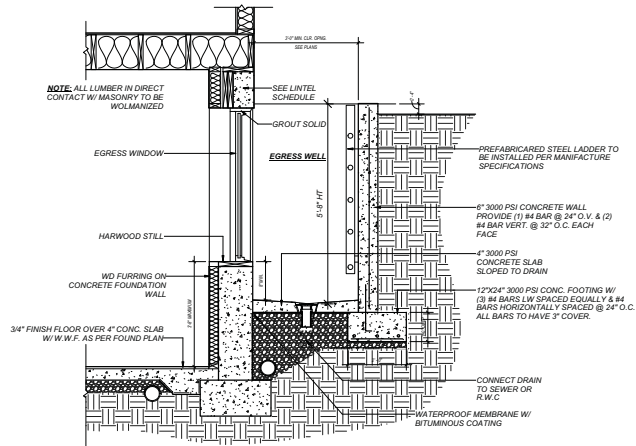 3'-0" MIN. CLR. OPNG.
SEE PLANS
NOTE: ALL LUMBER IN DIRECT
CONTACT W/ MASONRY TO BE
WOLMANIZED
SEE LINTEL
SCHEDULE
GROUT SOLID
EGRESS WINDOW
EGRESS WELL
5'-8" HT
PREFABRICARED STEEL LADDER TO
BE INSTALLED PER MANIFACTURE
SPECIFICATIONS
6" 3000 PSI CONCRETE WALL
PROVIDE (1) #4 BAR @ 24" O.V. & (2)
#4 BAR VERT. @ 32" O.C. EACH
FACE
HARWOOD STILL
4" 3000 PSI
CONCRETE SLAB
SLOPED TO DRAIN
WD FURRING ON
CONCRETE FOUNDATION
WALL
12"X24" 3000 PSI CONC. FOOTING W/
(3) #4 BARS LW SPACED EQUALLY & #4
BARS HORIZONTALLY SPACED @ 24" O.C.
ALL BARS TO HAVE 3" COVER.
3/4" FINISH FLOOR OVER 4" CONC. SLAB
W/ W.W.F. AS PER FOUND PLAN
CONNECT DRAIN
TO SEWER OR
R.W.C
WATERPROOF MEMBRANE W/
BITUMINOUS COATING